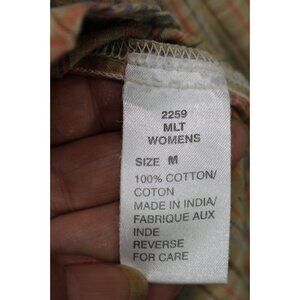 2259
MLT
WOMENS
SIZE M
100% COTTON/
COTON
MADE IN INDIA/
FABRIQUE AUX
INDE
REVERSE
FOR CARE